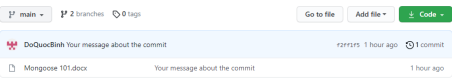 main 2 branches 0 tags Go to file Add file Code
DoQuocBinh Your message about the commit 1 hour ago 1 commit
Mongoose 101.docx Your message about the commit 1 hour ago